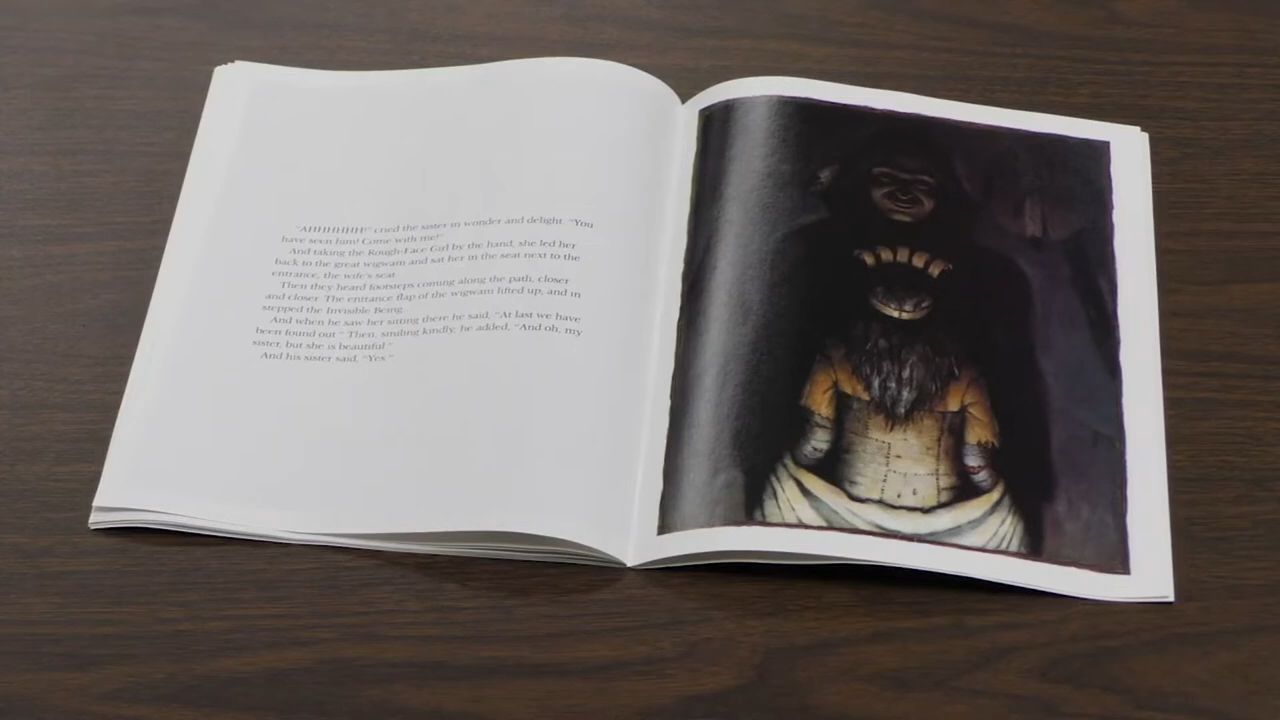 "AHHHHHH!" cried the sister in wonder and delight. "You
have seen him! Come with me!"
And taking the Rough-Face Girl by the hand, she led her
back to the great wigwam and sat her in the seat next to the
entrance, the wife's seat.
Then they heard footsteps coming along the path, closer
and closer. The entrance flap of the wigwam lifted up, and in
stepped the Invisible Being.
And when he saw her sitting there he said, "At last we have
been found out." Then, smiling kindly, he added, "And oh, my
sister, but she is beautiful."
And his sister said, "Yes."